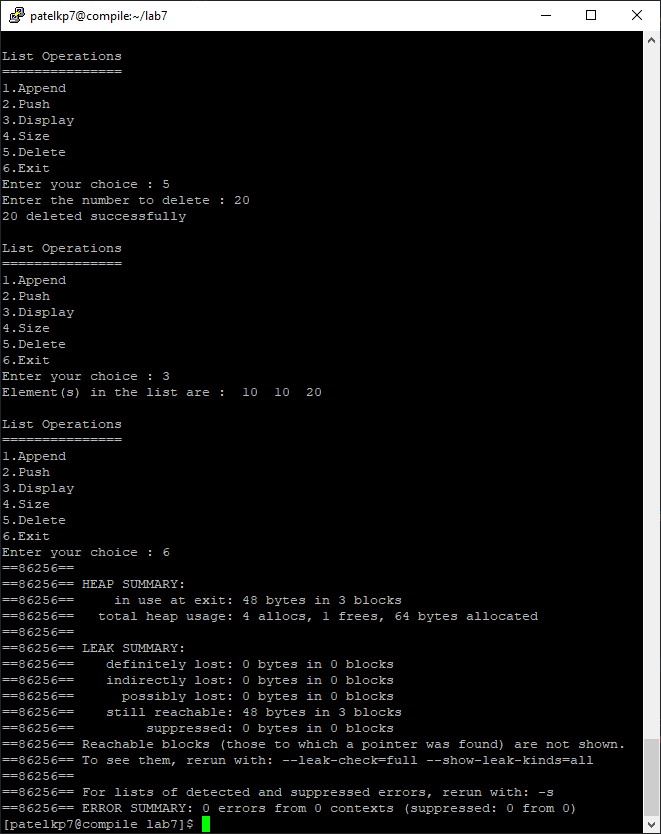 patelkp7@compile:~/lab7
List Operations
===============
1.Append
2.Push
3.Display
4.Size
5.Delete
6.Exit
Enter your choice : 5
Enter the number to delete : 20
20 deleted successfully
List Operations
===============
1.Append
2.Push
3.Display
4.Size
5.Delete
6.Exit
Enter your choice : 3
Element(s) in the list are :  10  10  20
List Operations
===============
1.Append
2.Push
3.Display
4.Size
5.Delete
6.Exit
Enter your choice : 6
==86256==
==86256== HEAP SUMMARY:
==86256==     in use at exit: 48 bytes in 3 blocks
==86256==   total heap usage: 4 allocs, 1 frees, 64 bytes allocated
==86256==
==86256== LEAK SUMMARY:
==86256==    definitely lost: 0 bytes in 0 blocks
==86256==    indirectly lost: 0 bytes in 0 blocks
==86256==      possibly lost: 0 bytes in 0 blocks
==86256==    still reachable: 48 bytes in 3 blocks
==86256==         suppressed: 0 bytes in 0 blocks
==86256== Reachable blocks (those to which a pointer was found) are not shown.
==86256== To see them, rerun with: --leak-check=full --show-leak-kinds=all
==86256==
==86256== For lists of detected and suppressed errors, rerun with: -s
==86256== ERROR SUMMARY: 0 errors from 0 contexts (suppressed: 0 from 0)
[patelkp7@compile lab7]$